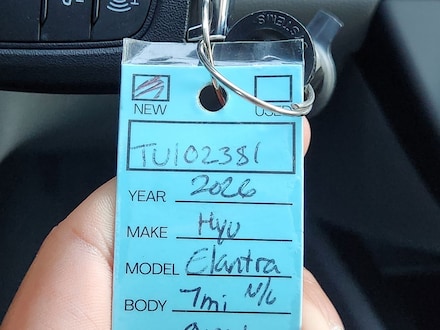 NEW USED
TU102381
YEAR 2026
MAKE Hyu
MODEL Elantra
BODY 7mi N/C